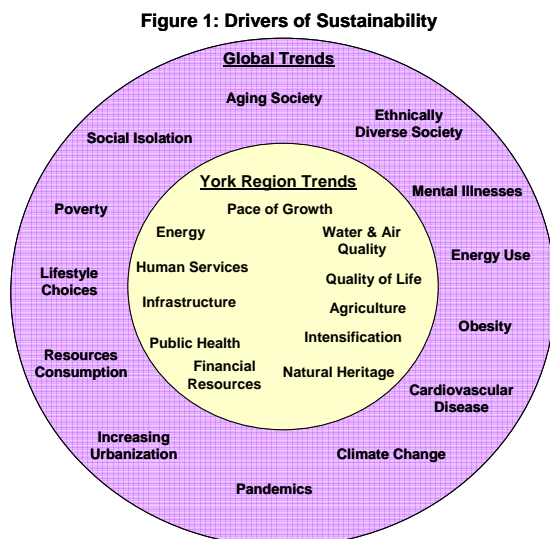 Figure 1: Drivers of Sustainability
Global Trends
Aging Society
Ethnically
Diverse Society
Social Isolation
Mental Illnesses
Poverty
Energy Use
Lifestyle
Choices
Obesity
Resources
Consumption
Cardiovascular
Disease
Increasing
Urbanization
Climate Change
Pandemics
York Region Trends
Pace of Growth
Energy
Water & Air
Quality
Human Services
Quality of Life
Infrastructure
Agriculture
Public Health
Intensification
Financial
Resources
Natural Heritage